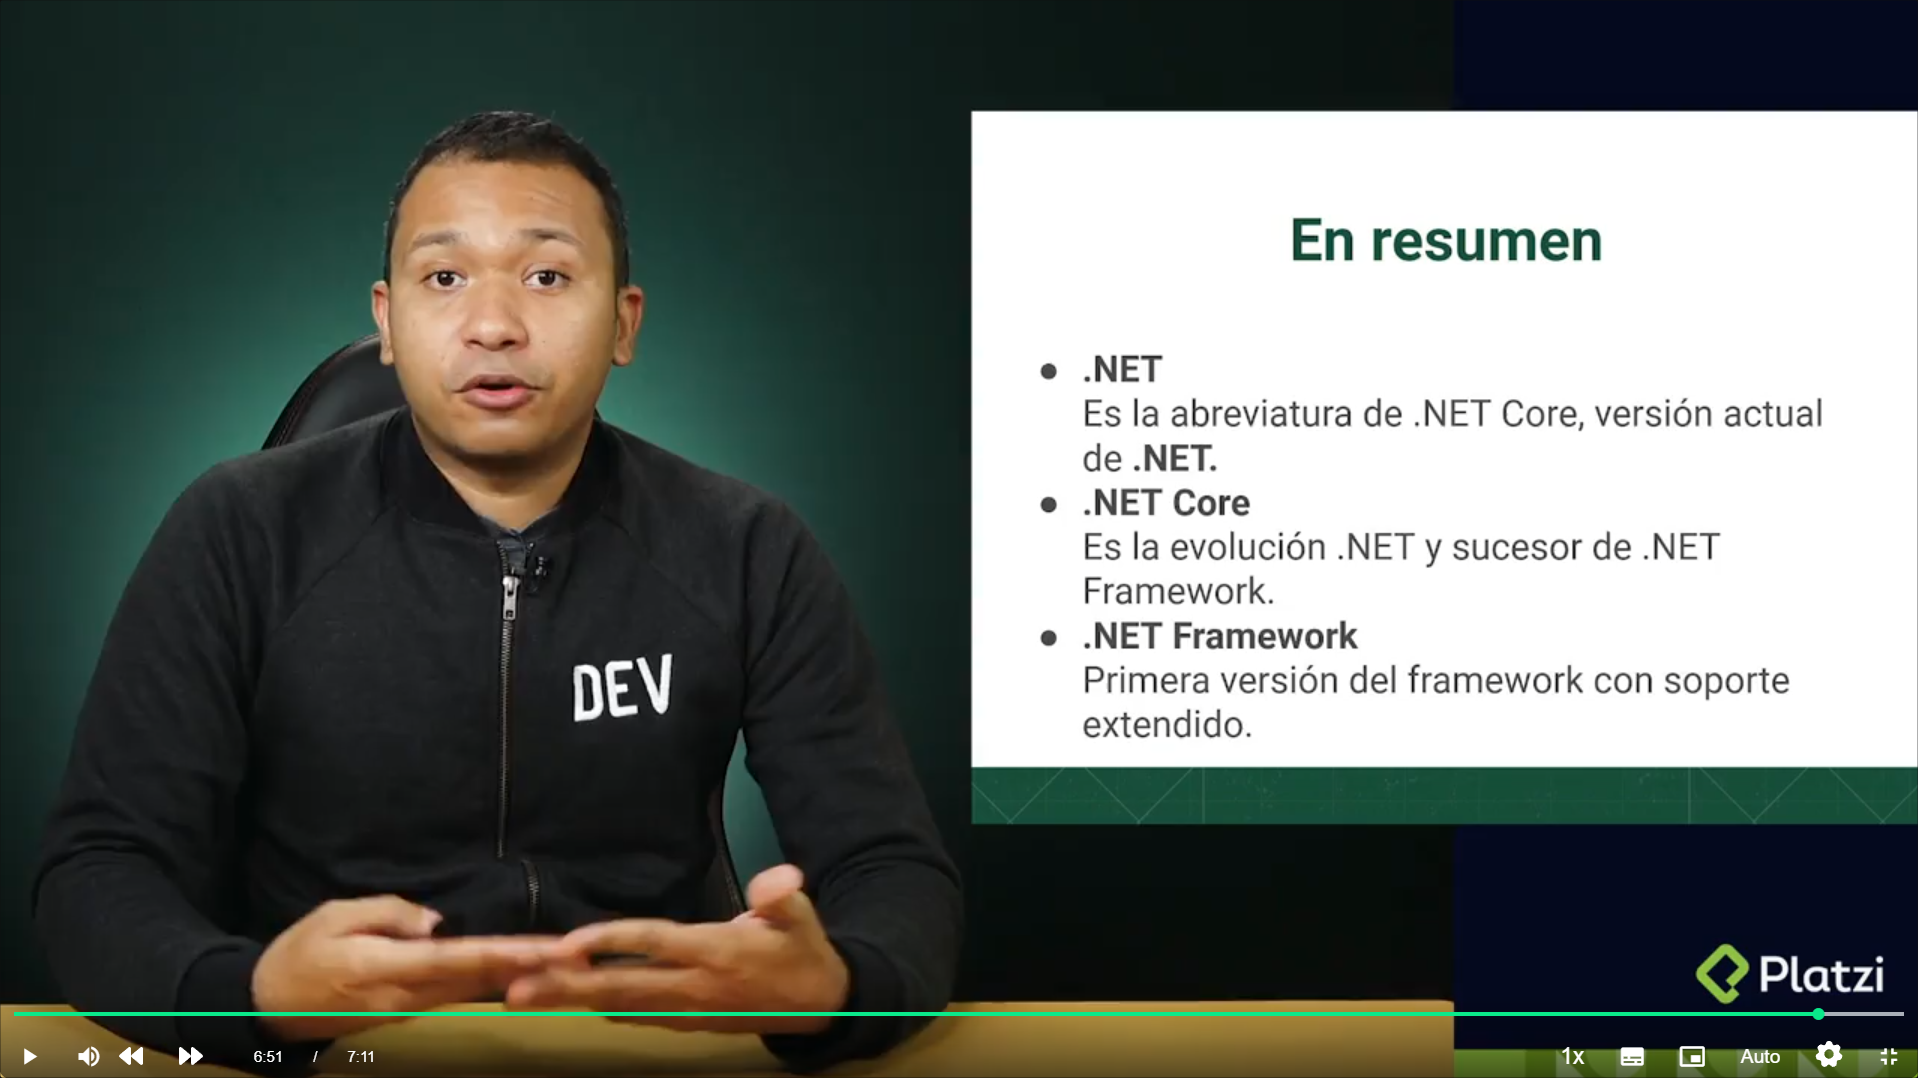 En resumen
● .NET
Es la abreviatura de .NET Core, versión actual
de .NET.
● .NET Core
Es la evolución .NET y sucesor de .NET
Framework.
● .NET Framework
Primera versión del framework con soporte
extendido.
DEV
Platzi
6:51 / 7:11
1x
Auto